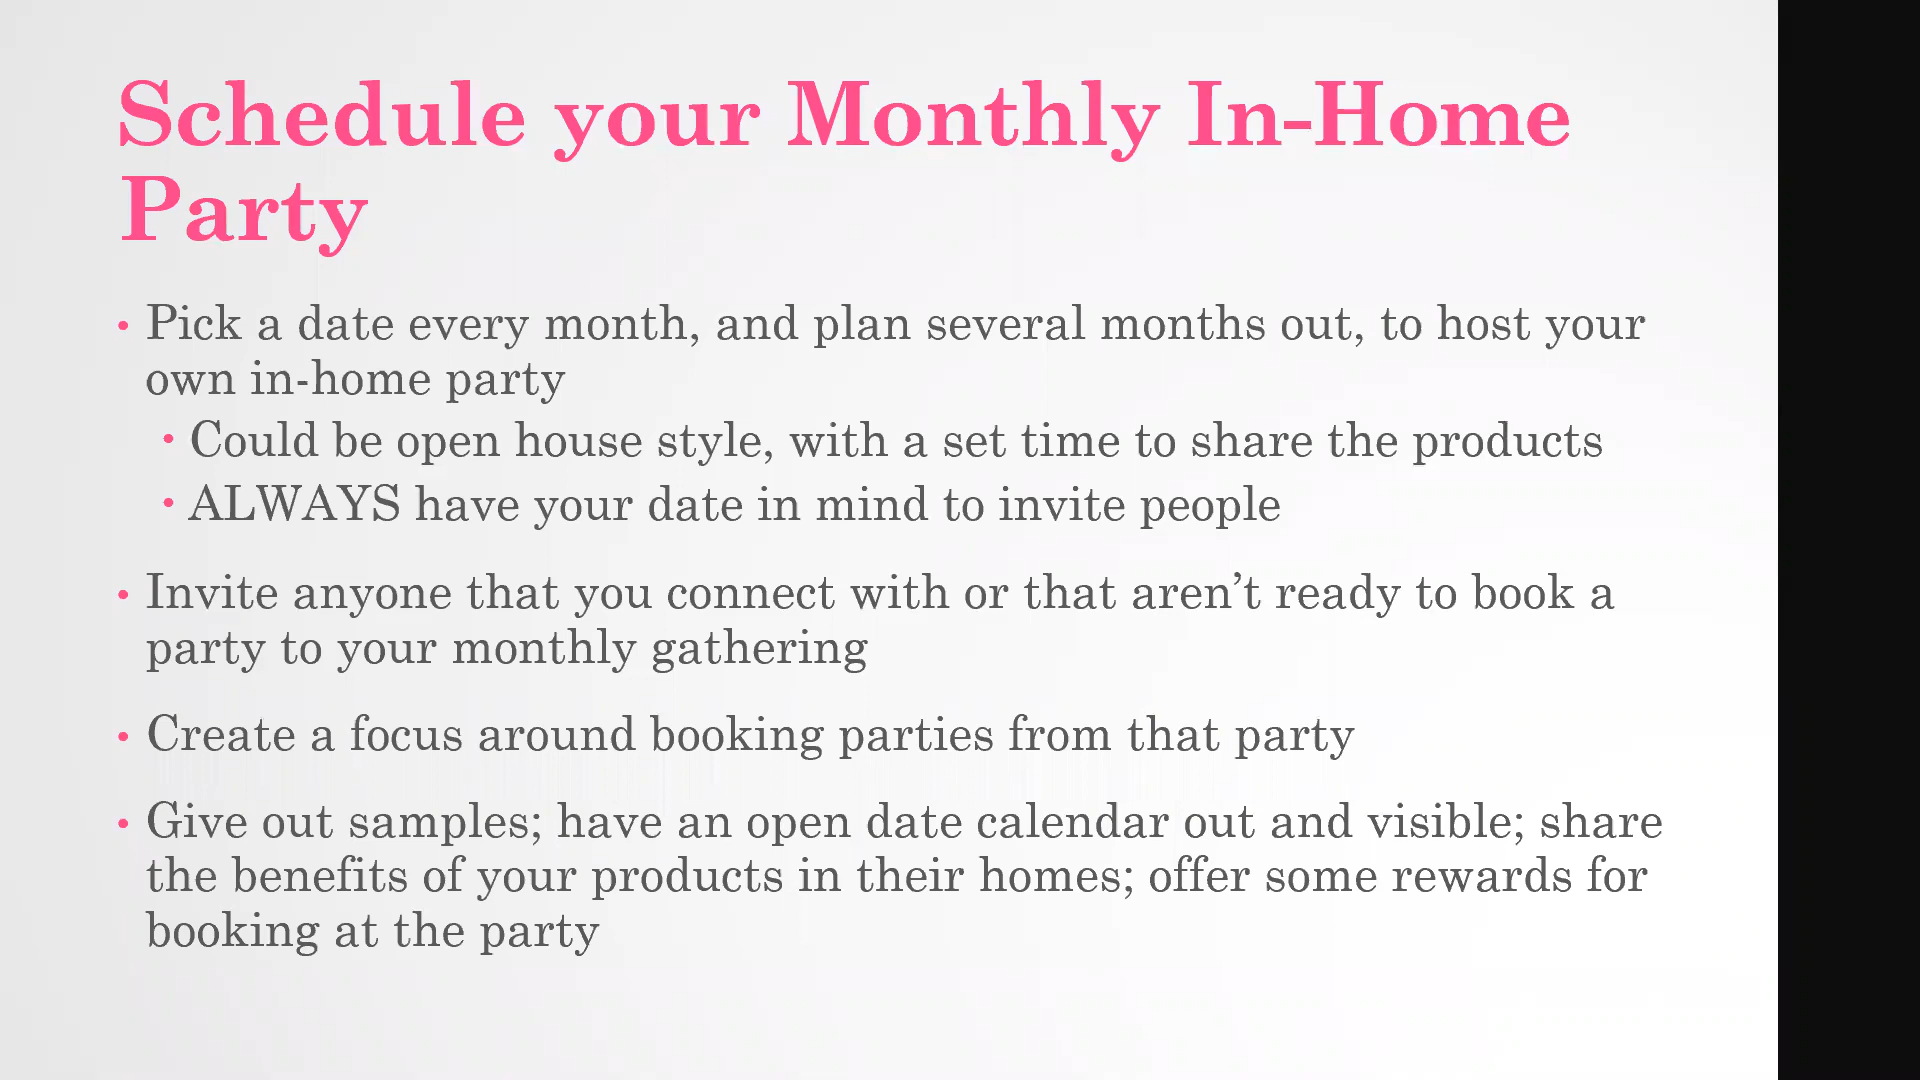 Schedule your Monthly In-Home
Party
• Pick a date every month, and plan several months out, to host your
own in-home party
• Could be open house style, with a set time to share the products
• ALWAYS have your date in mind to invite people
• Invite anyone that you connect with or that aren’t ready to book a
party to your monthly gathering
• Create a focus around booking parties from that party
• Give out samples; have an open date calendar out and visible; share
the benefits of your products in their homes; offer some rewards for
booking at the party